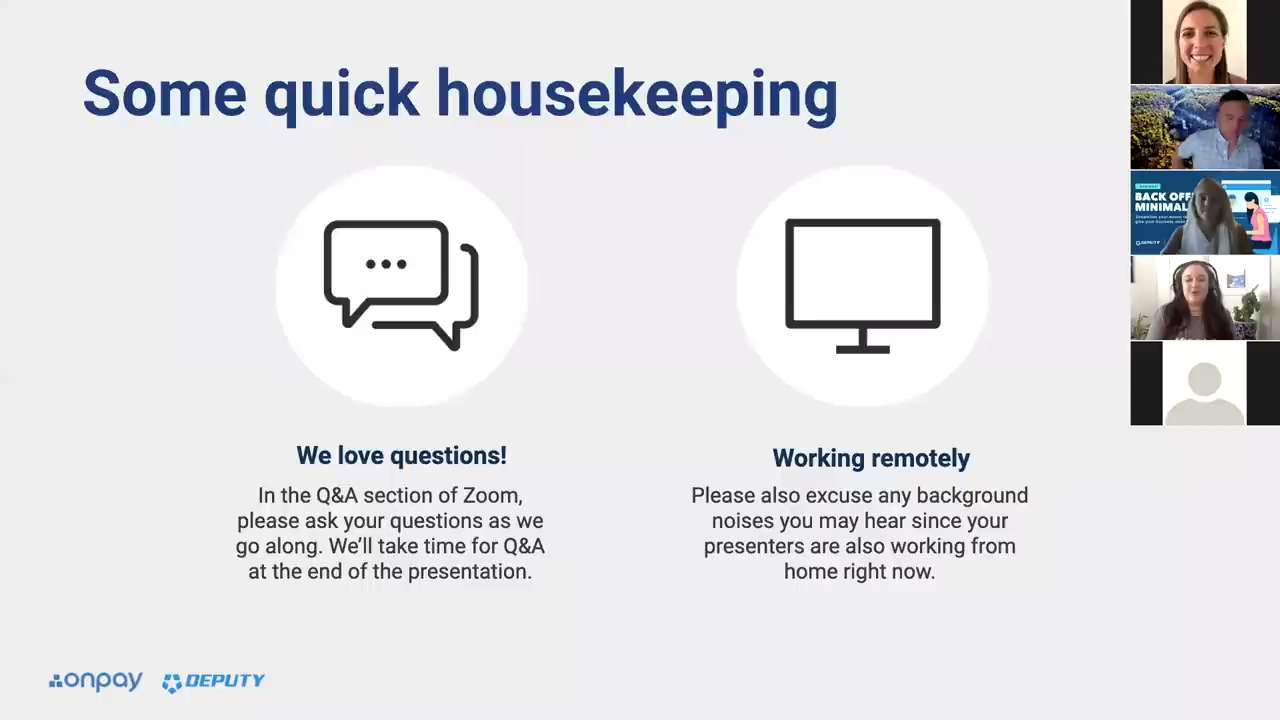 Some quick housekeeping
We love questions!
In the Q&A section of Zoom,
please ask your questions as we
go along. We’ll take time for Q&A
at the end of the presentation.
Working remotely
Please also excuse any background
noises you may hear since your
presenters are also working from
home right now.
onpay
DEPUTY
BACK OFF
MINIMAL
DEPUTY